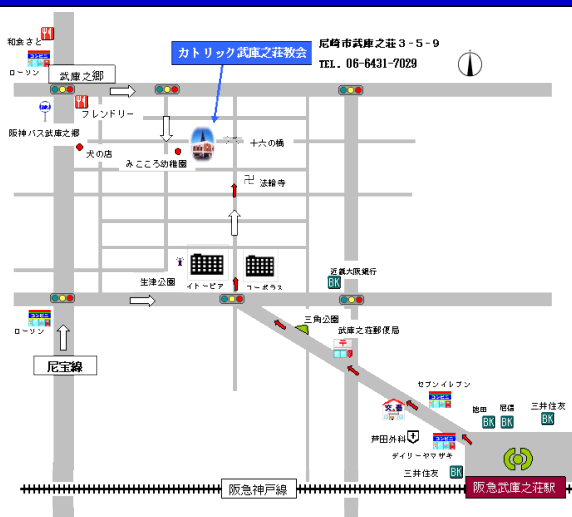 和食さと
ローソン
武庫之郷
カトリック武庫之荘教会
尼崎市武庫之荘3-5-9
TEL. 06-6431-7029
フレンドリー
阪神バス武庫之郷
犬の店
みこころ幼稚園
十六の橋
卍 法輪寺
生津公園
イトーピア
コーポラス
近畿大阪銀行
BK
ローソン
三角公園
武庫之荘郵便局
尼宝線
セブンイレブン
交番
池田
尼信
三井住友
BK
BK
BK
芦田外科
デイリーヤマザキ
三井住友
BK
阪急神戸線
阪急武庫之荘駅